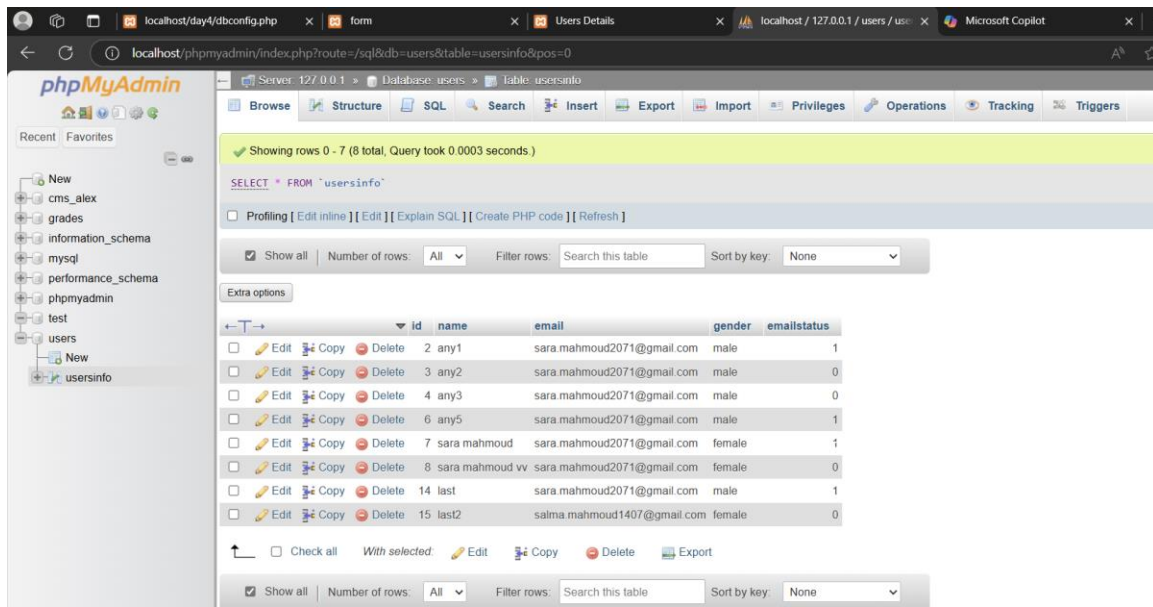 localhost/day4/dbconfig.php form Users Details localhost / 127.0.0.1 / users / user Microsoft Copilot
localhost/phpmyadmin/index.php?route=/sql&db=users&table=usersinfo&pos=0
phpMyAdmin
Recent Favorites
New
cms_alex
grades
information_schema
mysql
performance_schema
phpmyadmin
test
users
New
usersinfo
Server: 127.0.0.1 » Database: users » Table: usersinfo
Browse Structure SQL Search Insert Export Import Privileges Operations Tracking Triggers
Showing rows 0 - 7 (8 total, Query took 0.0003 seconds.)
SELECT * FROM `usersinfo`
Profiling [ Edit inline ] [ Edit ] [ Explain SQL ] [ Create PHP code ] [ Refresh ]
Show all | Number of rows: All Filter rows: Search this table Sort by key: None
Extra options
id name email gender emailstatus
Edit Copy Delete 2 any1 sara.mahmoud2071@gmail.com male 1
Edit Copy Delete 3 any2 sara.mahmoud2071@gmail.com male 0
Edit Copy Delete 4 any3 sara.mahmoud2071@gmail.com male 0
Edit Copy Delete 6 any5 sara.mahmoud2071@gmail.com male 1
Edit Copy Delete 7 sara mahmoud sara.mahmoud2071@gmail.com female 1
Edit Copy Delete 8 sara mahmoud vv sara.mahmoud2071@gmail.com female 0
Edit Copy Delete 14 last sara.mahmoud2071@gmail.com male 1
Edit Copy Delete 15 last2 salma.mahmoud1407@gmail.com female 0
Check all With selected: Edit Copy Delete Export
Show all | Number of rows: All Filter rows: Search this table Sort by key: None